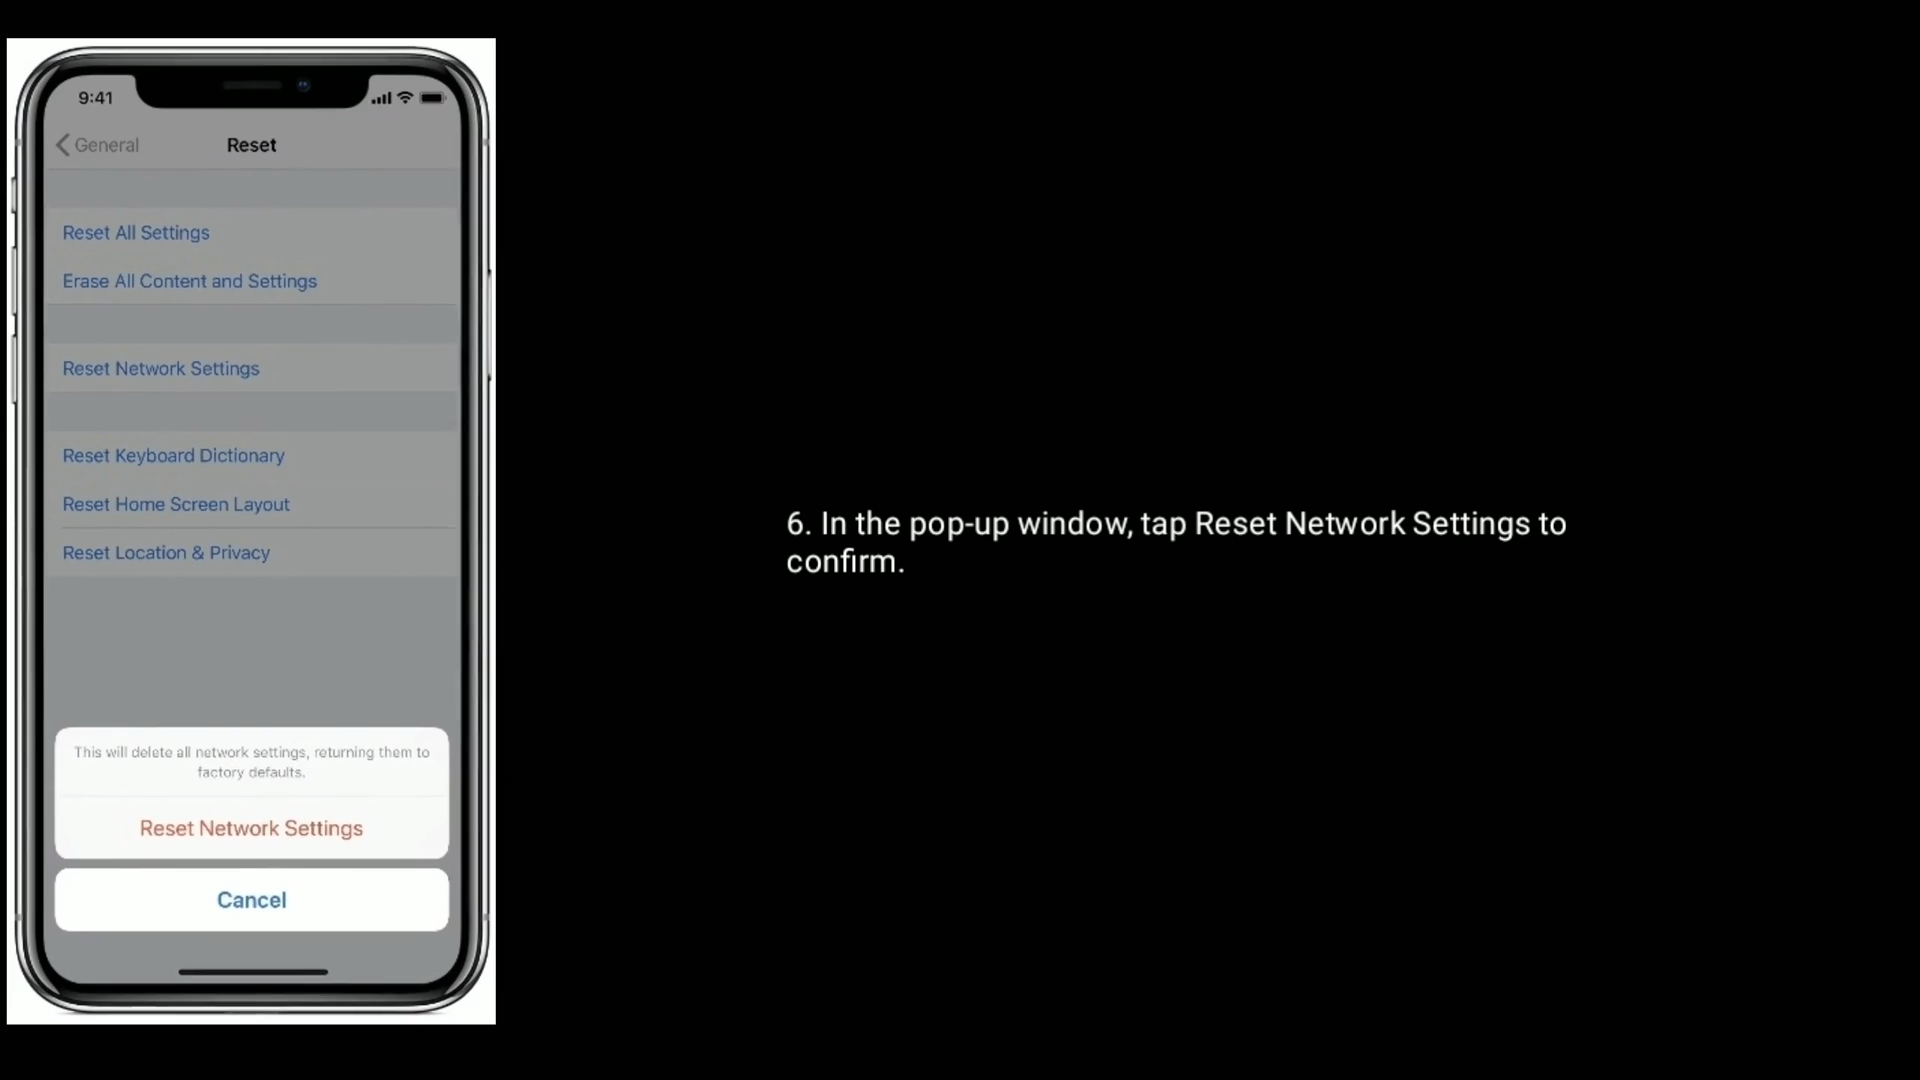 9:41
General
Reset
Reset All Settings
Erase All Content and Settings
Reset Network Settings
Reset Keyboard Dictionary
Reset Home Screen Layout
Reset Location & Privacy
This will delete all network settings, returning them to
factory defaults.
Reset Network Settings
Cancel
6. In the pop-up window, tap Reset Network Settings to
confirm.